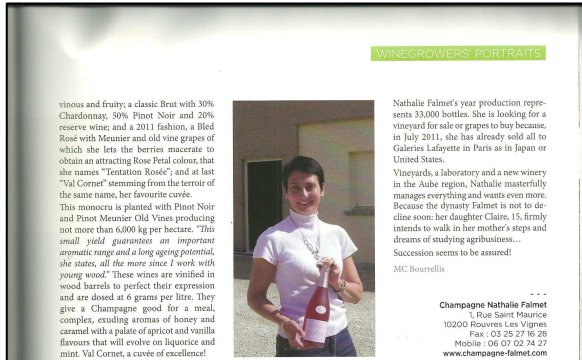 WINEGROWERS' PORTRAITS
vinous and fruity; a classic Brut with 30%
Chardonnay, 50% Pinot Noir and 20%
reserve wine; and a 2011 fashion, a Bled
Rosé with Meunier and old vine grapes of
which she lets the berries macerate to
obtain an attracting Rose Petal colour, that
she names "Tentation Rosée"; and at last
"Val Cornet" stemming from the terroir of
the same name, her favourite cuvée.
This monocru is planted with Pinot Noir
and Pinot Meunier Old Vines producing
not more than 6,000 kg per hectare. "This
small yield guarantees an important
aromatic range and a long ageing potential,
she states, all the more since I work with
young wood." These wines are vinified in
wood barrels to perfect their expression
and are dosed at 6 grams per litre. They
give a Champagne good for a meal,
complex, exuding aromas of honey and
caramel with a palate of apricot and vanilla
flavours that will evolve on liquorice and
mint. Val Cornet, a cuvée of excellence!
Nathalie Falmet's year production repre-
sents 33,000 bottles. She is looking for a
vineyard for sale or grapes to buy because,
in July 2011, she has already sold all to
Galeries Lafayette in Paris as in Japan or
United States.
Vineyards, a laboratory and a new winery
in the Aube region, Nathalie masterfully
manages everything and wants even more.
Because the dynasty Falmet is not to de-
cline soon: her daughter Claire, 15, firmly
intends to walk in her mother's steps and
dreams of studying agribusiness…
Succession seems to be assured!
MC Bourrellis
- - -
Champagne Nathalie Falmet
1, Rue Saint Maurice
10200 Rouvres Les Vignes
Fax : 03 25 27 16 28
Mobile : 06 07 02 74 27
www.champagne-falmet.com